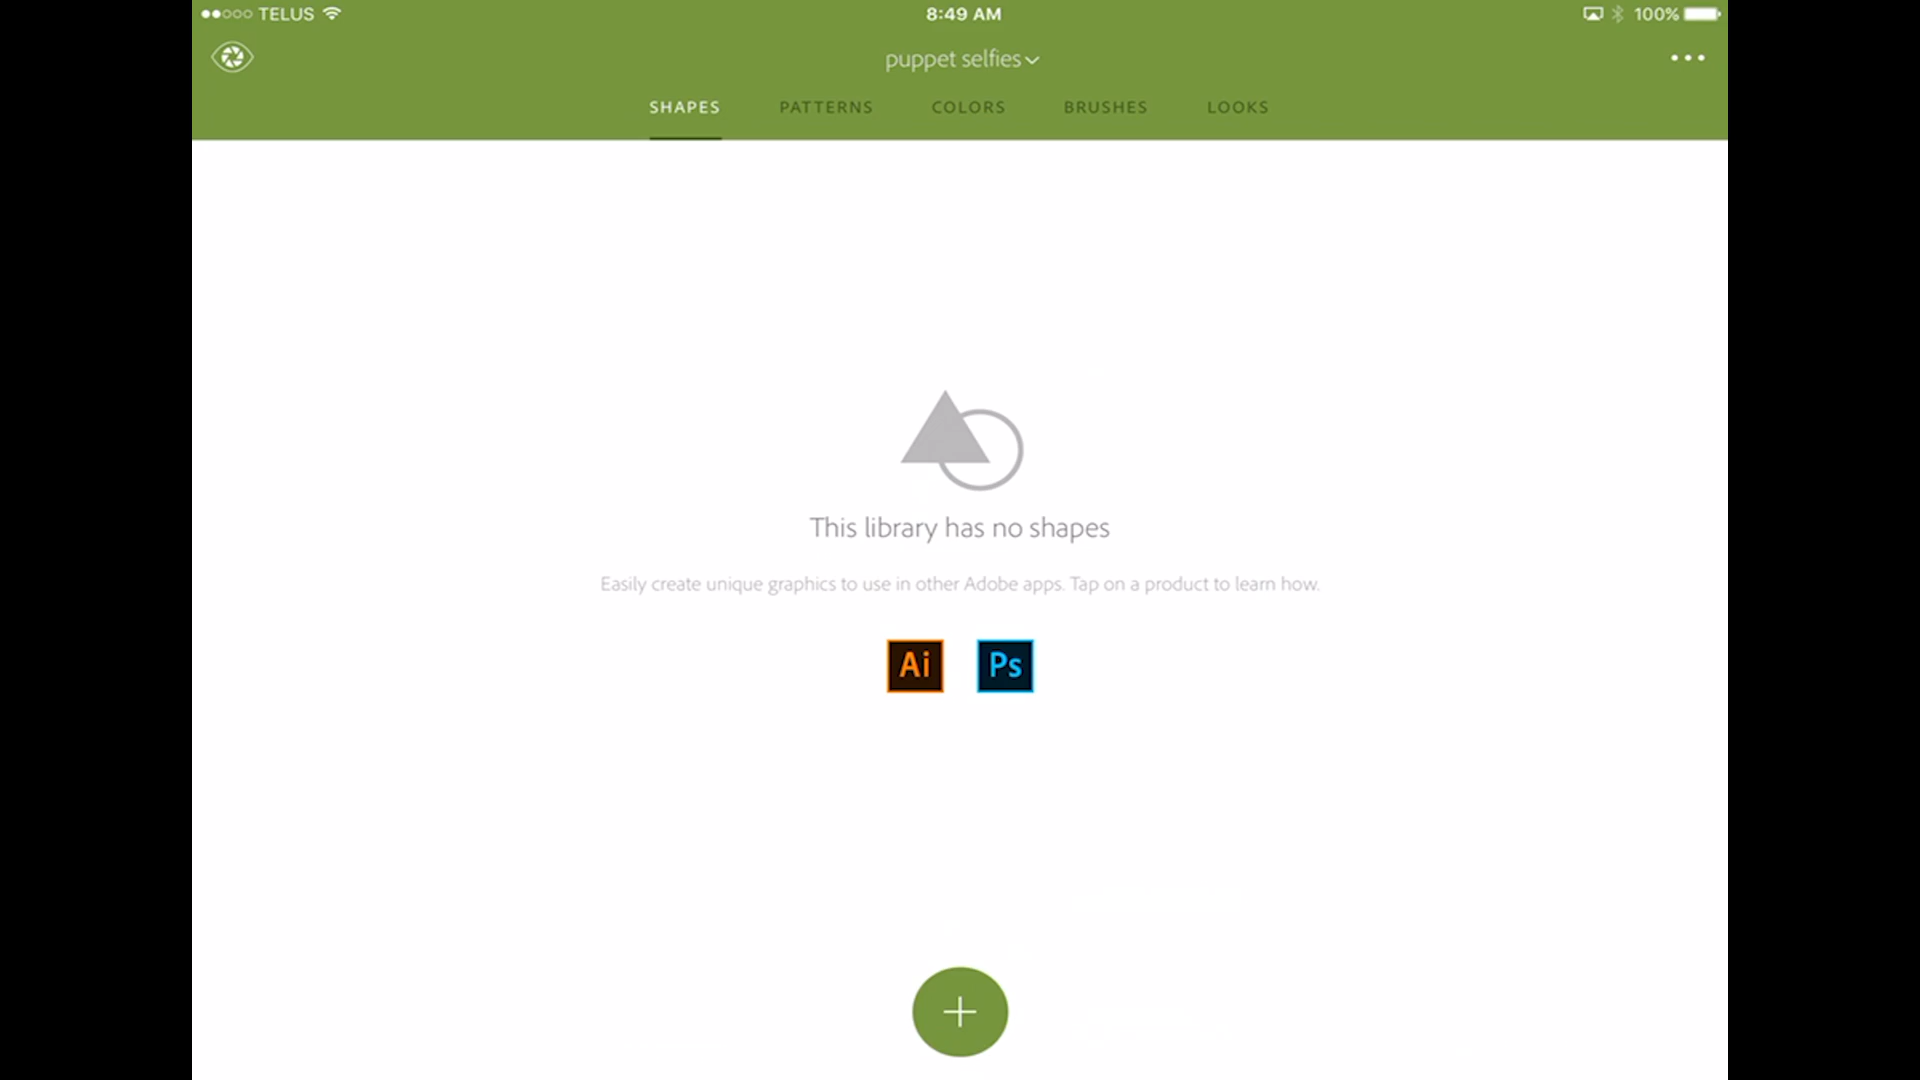 TELUS 8:49 AM 100%
puppet selfies
SHAPES PATTERNS COLORS BRUSHES LOOKS
This library has no shapes
Easily create unique graphics to use in other Adobe apps. Tap on a product to learn how.
Ai Ps